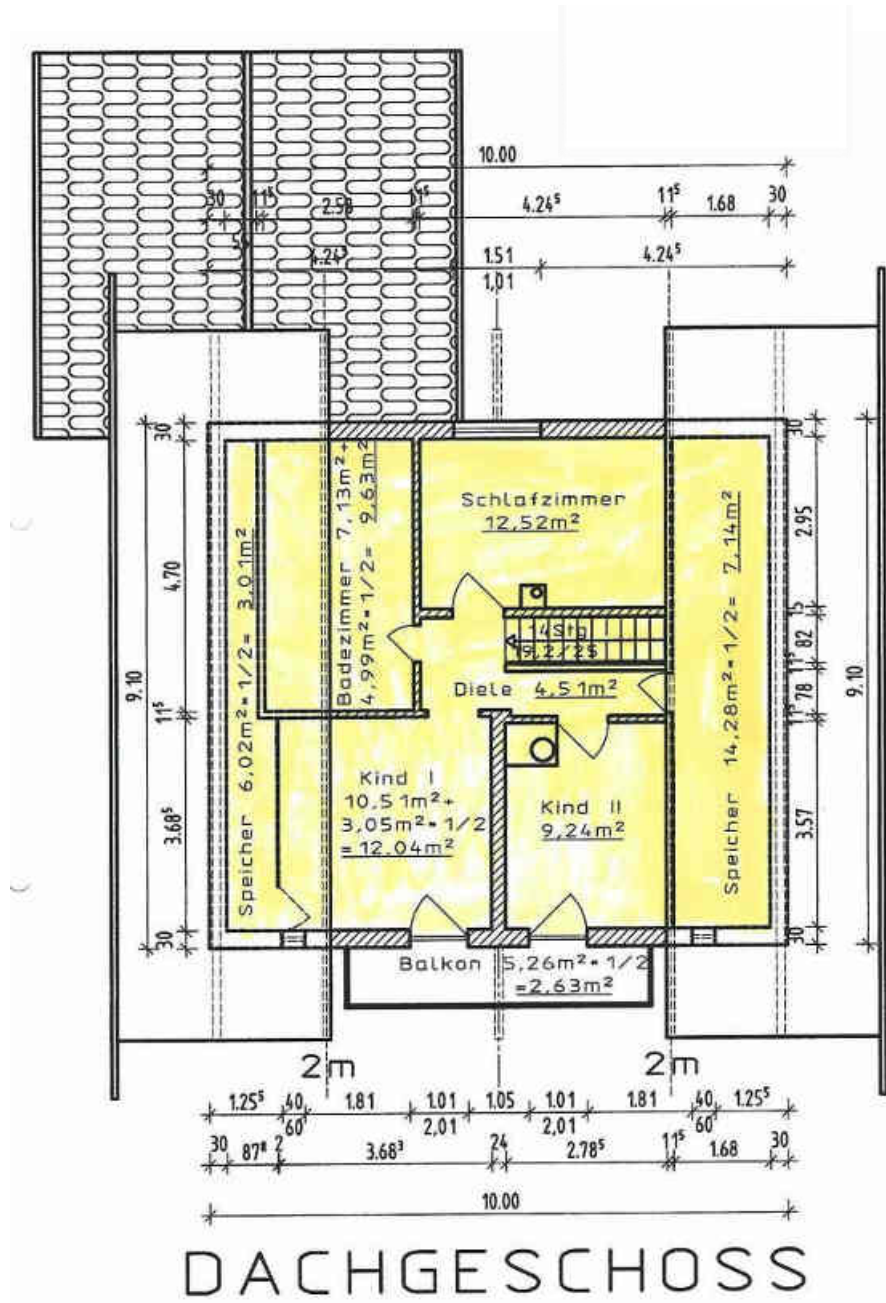 10.00
30 11⁵ 2.58 11⁵ 4.24⁵ 11⁵ 1.68 30
4.24³ 1.51 4.24⁵
1,01
30
4.70
11⁵
3.68⁵
30
9.10
30
2.95
15
82
11⁵
78
11⁵
3.57
30
9.10
Speicher 6,02m²*1/2= 3,01m²
Badezimmer 7,13m²+
4,99m²*1/2= 9,63m²
Schlafzimmer
12,52m²
14Stg
19,2/25
Diele 4,51m²
Speicher 14,28m²*1/2= 7,14m²
Kind I
10,51m²+
3,05m²*1/2
=12.04m²
Kind II
9,24m²
Balkon 5,26m²*1/2
=2,63m²
2m 2m
1.25⁵ 40 1.81 1.01 1.05 1.01 1.81 40 1.25⁵
60 2,01 2,01 60
30 87⁸ 2 3.68³ 24 2.78⁵ 11⁵ 1.68 30
10.00
DACHGESCHOSS